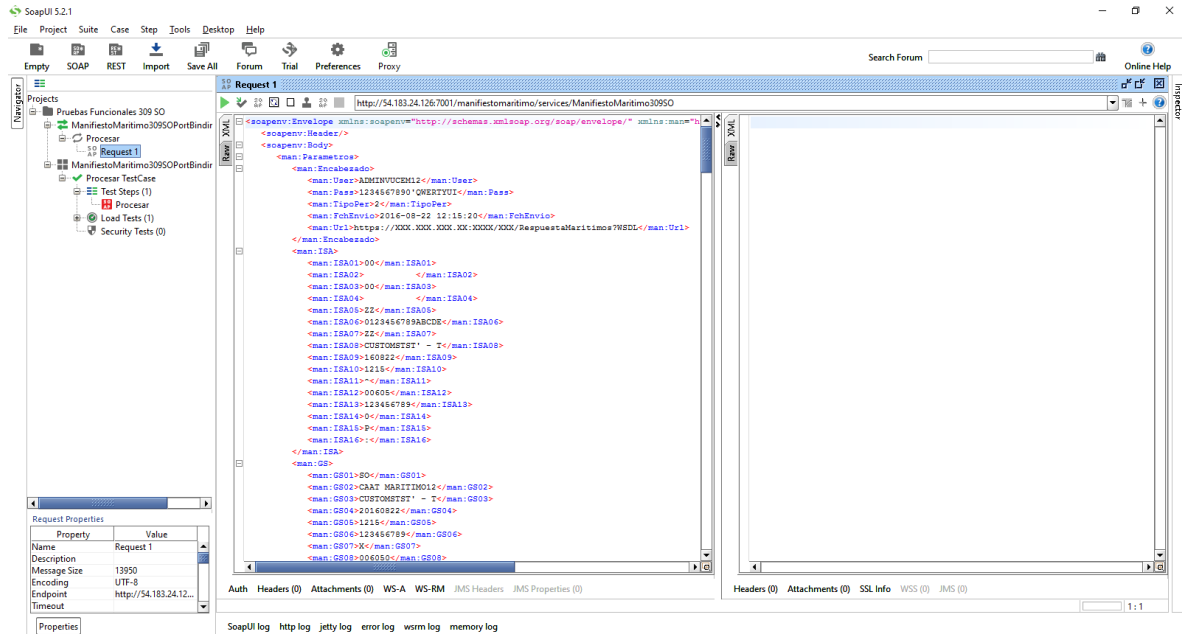 SoapUI 5.2.1
File Project Suite Case Step Tools Desktop Help
Empty SOAP REST Import Save All Forum Trial Preferences Proxy
Search Forum
Online Help
Navigator
Projects
Pruebas Funcionales 309 SO
ManifiestoMaritimo309SOPortBindir
Procesar
Request 1
ManifiestoMaritimo309SOPortBindir
Procesar TestCase
Test Steps (1)
Procesar
Load Tests (1)
Security Tests (0)
Request Properties
Property Value
Name Request 1
Description
Message Size 13950
Encoding UTF-8
Endpoint http://54.183.24.12...
Timeout
Properties
Request 1
http://54.183.24.126:7001/manifiestomaritimo/services/ManifiestoMaritimo309SO
XML
Raw
<soapenv:Envelope xmlns:soapenv="http://schemas.xmlsoap.org/soap/envelope/" xmlns:man="h
<soapenv:Header/>
<soapenv:Body>
<man:Parametros>
<man:Encabezado>
<man:User>ADMINVUCEM12</man:User>
<man:Pass>1234567890'QWERTYUI</man:Pass>
<man:TipoPer>2</man:TipoPer>
<man:FchEnvio>2016-08-22 12:15:20</man:FchEnvio>
<man:Url>https://XXX.XXX.XXX.XX:XXXX/XXX/RespuestaMaritimos?WSDL</man:Url>
</man:Encabezado>
<man:ISA>
<man:ISA01>00</man:ISA01>
<man:ISA02>          </man:ISA02>
<man:ISA03>00</man:ISA03>
<man:ISA04>          </man:ISA04>
<man:ISA05>ZZ</man:ISA05>
<man:ISA06>0123456789ABCDE</man:ISA06>
<man:ISA07>ZZ</man:ISA07>
<man:ISA08>CUSTOMSTST' - T</man:ISA08>
<man:ISA09>160822</man:ISA09>
<man:ISA10>1215</man:ISA10>
<man:ISA11>^</man:ISA11>
<man:ISA12>00605</man:ISA12>
<man:ISA13>123456789</man:ISA13>
<man:ISA14>0</man:ISA14>
<man:ISA15>P</man:ISA15>
<man:ISA16>:</man:ISA16>
</man:ISA>
<man:GS>
<man:GS01>SO</man:GS01>
<man:GS02>CAAT MARITIMO12</man:GS02>
<man:GS03>CUSTOMSTST' - T</man:GS03>
<man:GS04>20160822</man:GS04>
<man:GS05>1215</man:GS05>
<man:GS06>123456789</man:GS06>
<man:GS07>X</man:GS07>
<man:GS08>006050</man:GS08>
Auth Headers (0) Attachments (0) WS-A WS-RM JMS Headers JMS Properties (0)
XML
Raw
Headers (0) Attachments (0) SSL Info WSS (0) JMS (0)
1 : 1
Inspector
SoapUI log http log jetty log error log wsrm log memory log